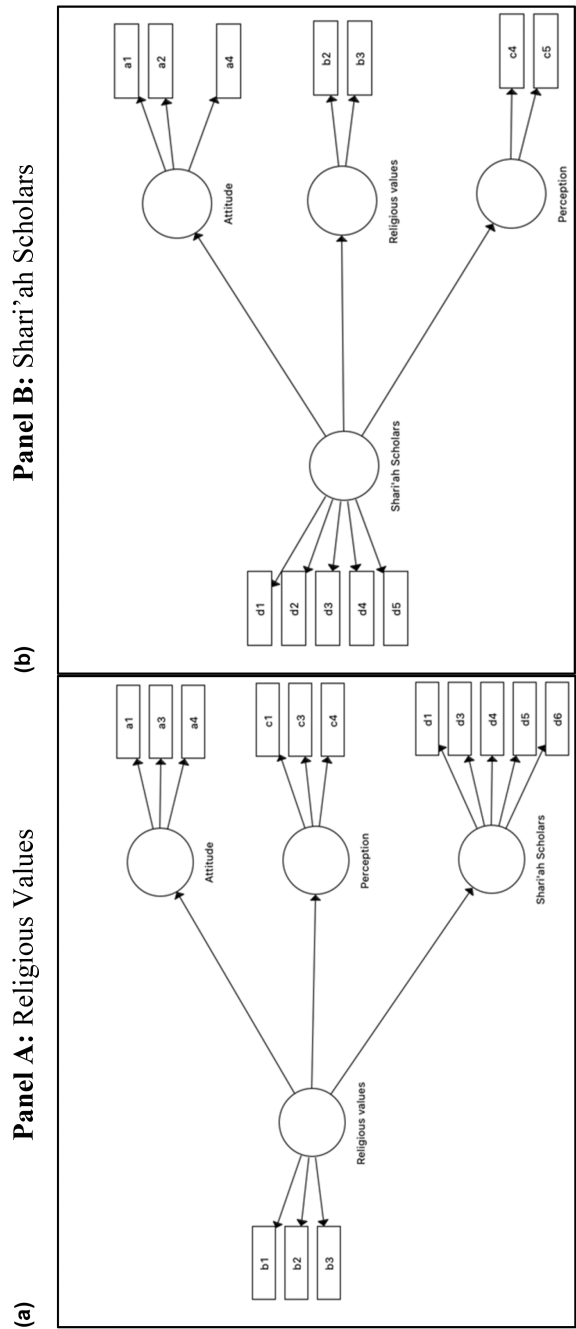 (a)
Panel A: Religious Values
b1
b2
b3
Religious values
Attitude
a1
a3
a4
Perception
c1
c3
c4
Shari'ah Scholars
d1
d3
d4
d5
d6
(b)
Panel B: Shari’ah Scholars
d1
d2
d3
d4
d5
Shari'ah Scholars
Attitude
a1
a2
a4
Religious values
b2
b3
Perception
c4
c5